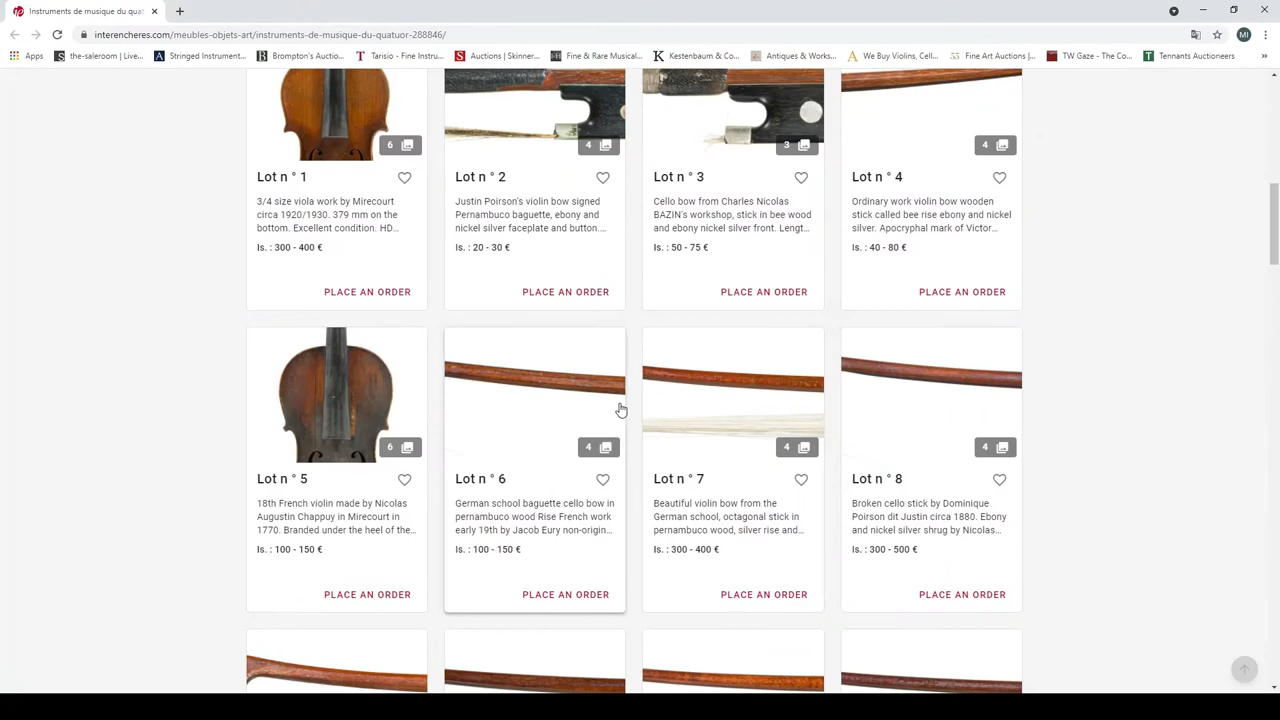 Instruments de musique du quat
interencheres.com/meubles-objets-art/instruments-de-musique-du-quatuor-288846/
MI
Apps
the-saleroom | Live...
Stringed Instrument...
Brompton's Auctio...
Tarisio - Fine Instru...
Auctions | Skinner...
Fine & Rare Musical...
Kestenbaum & Co...
Antiques & Works...
We Buy Violins, Cell...
Fine Art Auctions |...
TW Gaze - The Co...
Tennants Auctioneers
»
6
4
3
4
Lot n ° 1
Lot n ° 2
Lot n ° 3
Lot n ° 4
3/4 size viola work by Mirecourt
circa 1920/1930. 379 mm on the
bottom. Excellent condition. HD...
Justin Poirson's violin bow signed
Pernambuco baguette, ebony and
nickel silver faceplate and button....
Cello bow from Charles Nicolas
BAZIN's workshop, stick in bee wood
and ebony nickel silver front. Lengt...
Ordinary work violin bow wooden
stick called bee rise ebony and nickel
silver. Apocryphal mark of Victor...
Is. : 300 - 400 €
Is. : 20 - 30 €
Is. : 50 - 75 €
Is. : 40 - 80 €
PLACE AN ORDER
PLACE AN ORDER
PLACE AN ORDER
PLACE AN ORDER
6
4
4
4
Lot n ° 5
Lot n ° 6
Lot n ° 7
Lot n ° 8
18th French violin made by Nicolas
Augustin Chappuy in Mirecourt in
1770. Branded under the heel of the...
German school baguette cello bow in
pernambuco wood Rise French work
early 19th by Jacob Eury non-origin...
Beautiful violin bow from the
German school, octagonal stick in
pernambuco wood, silver rise and...
Broken cello stick by Dominique
Poirson dit Justin circa 1880. Ebony
and nickel silver shrug by Nicolas...
Is. : 100 - 150 €
Is. : 100 - 150 €
Is. : 300 - 400 €
Is. : 300 - 500 €
PLACE AN ORDER
PLACE AN ORDER
PLACE AN ORDER
PLACE AN ORDER